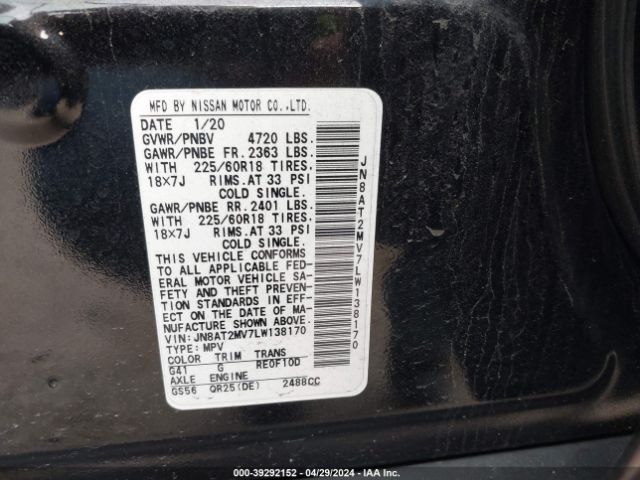 MFD BY NISSAN MOTOR CO.,LTD.
DATE 1/20
GVWR/PNBV 4720 LBS.
GAWR/PNBE FR. 2363 LBS.
WITH 225/60R18 TIRES.
18X7J RIMS.AT 33 PSI
COLD SINGLE.
GAWR/PNBE RR. 2401 LBS.
WITH 225/60R18 TIRES.
18X7J RIMS.AT 33 PSI
COLD SINGLE.
THIS VEHICLE CONFORMS
TO ALL APPLICABLE FED-
ERAL MOTOR VEHICLE SA-
FETY AND THEFT PREVEN-
TION STANDARDS IN EFF-
ECT ON THE DATE OF MA-
NUFACTURE SHOWN ABOVE.
VIN:JN8AT2MV7LW138170
TYPE:MPV
COLOR TRIM TRANS
G41 G RE0F10D
AXLE ENGINE
GS56 QR25(DE) 2488CC
JN8AT2MV7LW138170
000-39292152 - 04/29/2024 - IAA Inc.